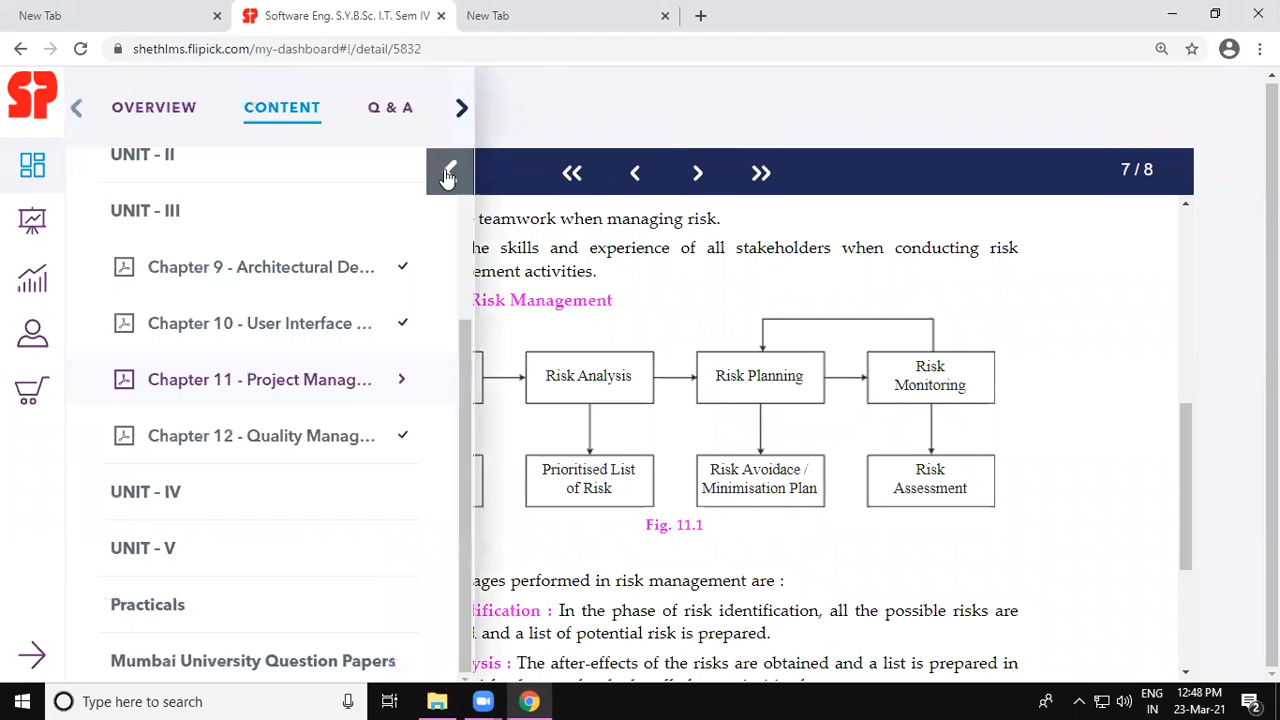 New Tab
Software Eng. S.Y.B.Sc. I.T. Sem IV
New Tab
shethlms.flipick.com/my-dashboard#!/detail/5832
SP
OVERVIEW
CONTENT
Q & A
UNIT - II
UNIT - III
Chapter 9 - Architectural De...
Chapter 10 - User Interface ...
Chapter 11 - Project Manag...
Chapter 12 - Quality Manag...
UNIT - IV
UNIT - V
Practicals
Mumbai University Question Papers
7 / 8
teamwork when managing risk.
he skills and experience of all stakeholders when conducting risk
ement activities.
Risk Management
Risk Analysis
Risk Planning
Risk
Monitoring
Prioritised List
of Risk
Risk Avoidace /
Minimisation Plan
Risk
Assessment
Fig. 11.1
ages performed in risk management are :
ification : In the phase of risk identification, all the possible risks are
and a list of potential risk is prepared.
ysis : The after-effects of the risks are obtained and a list is prepared in
Type here to search
ENG
IN
12:48 PM
23-Mar-21
2